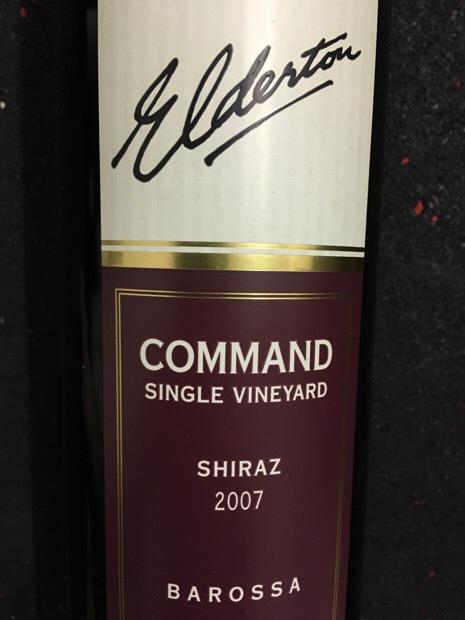 Elderton
COMMAND
SINGLE VINEYARD
SHIRAZ
2007
BAROSSA